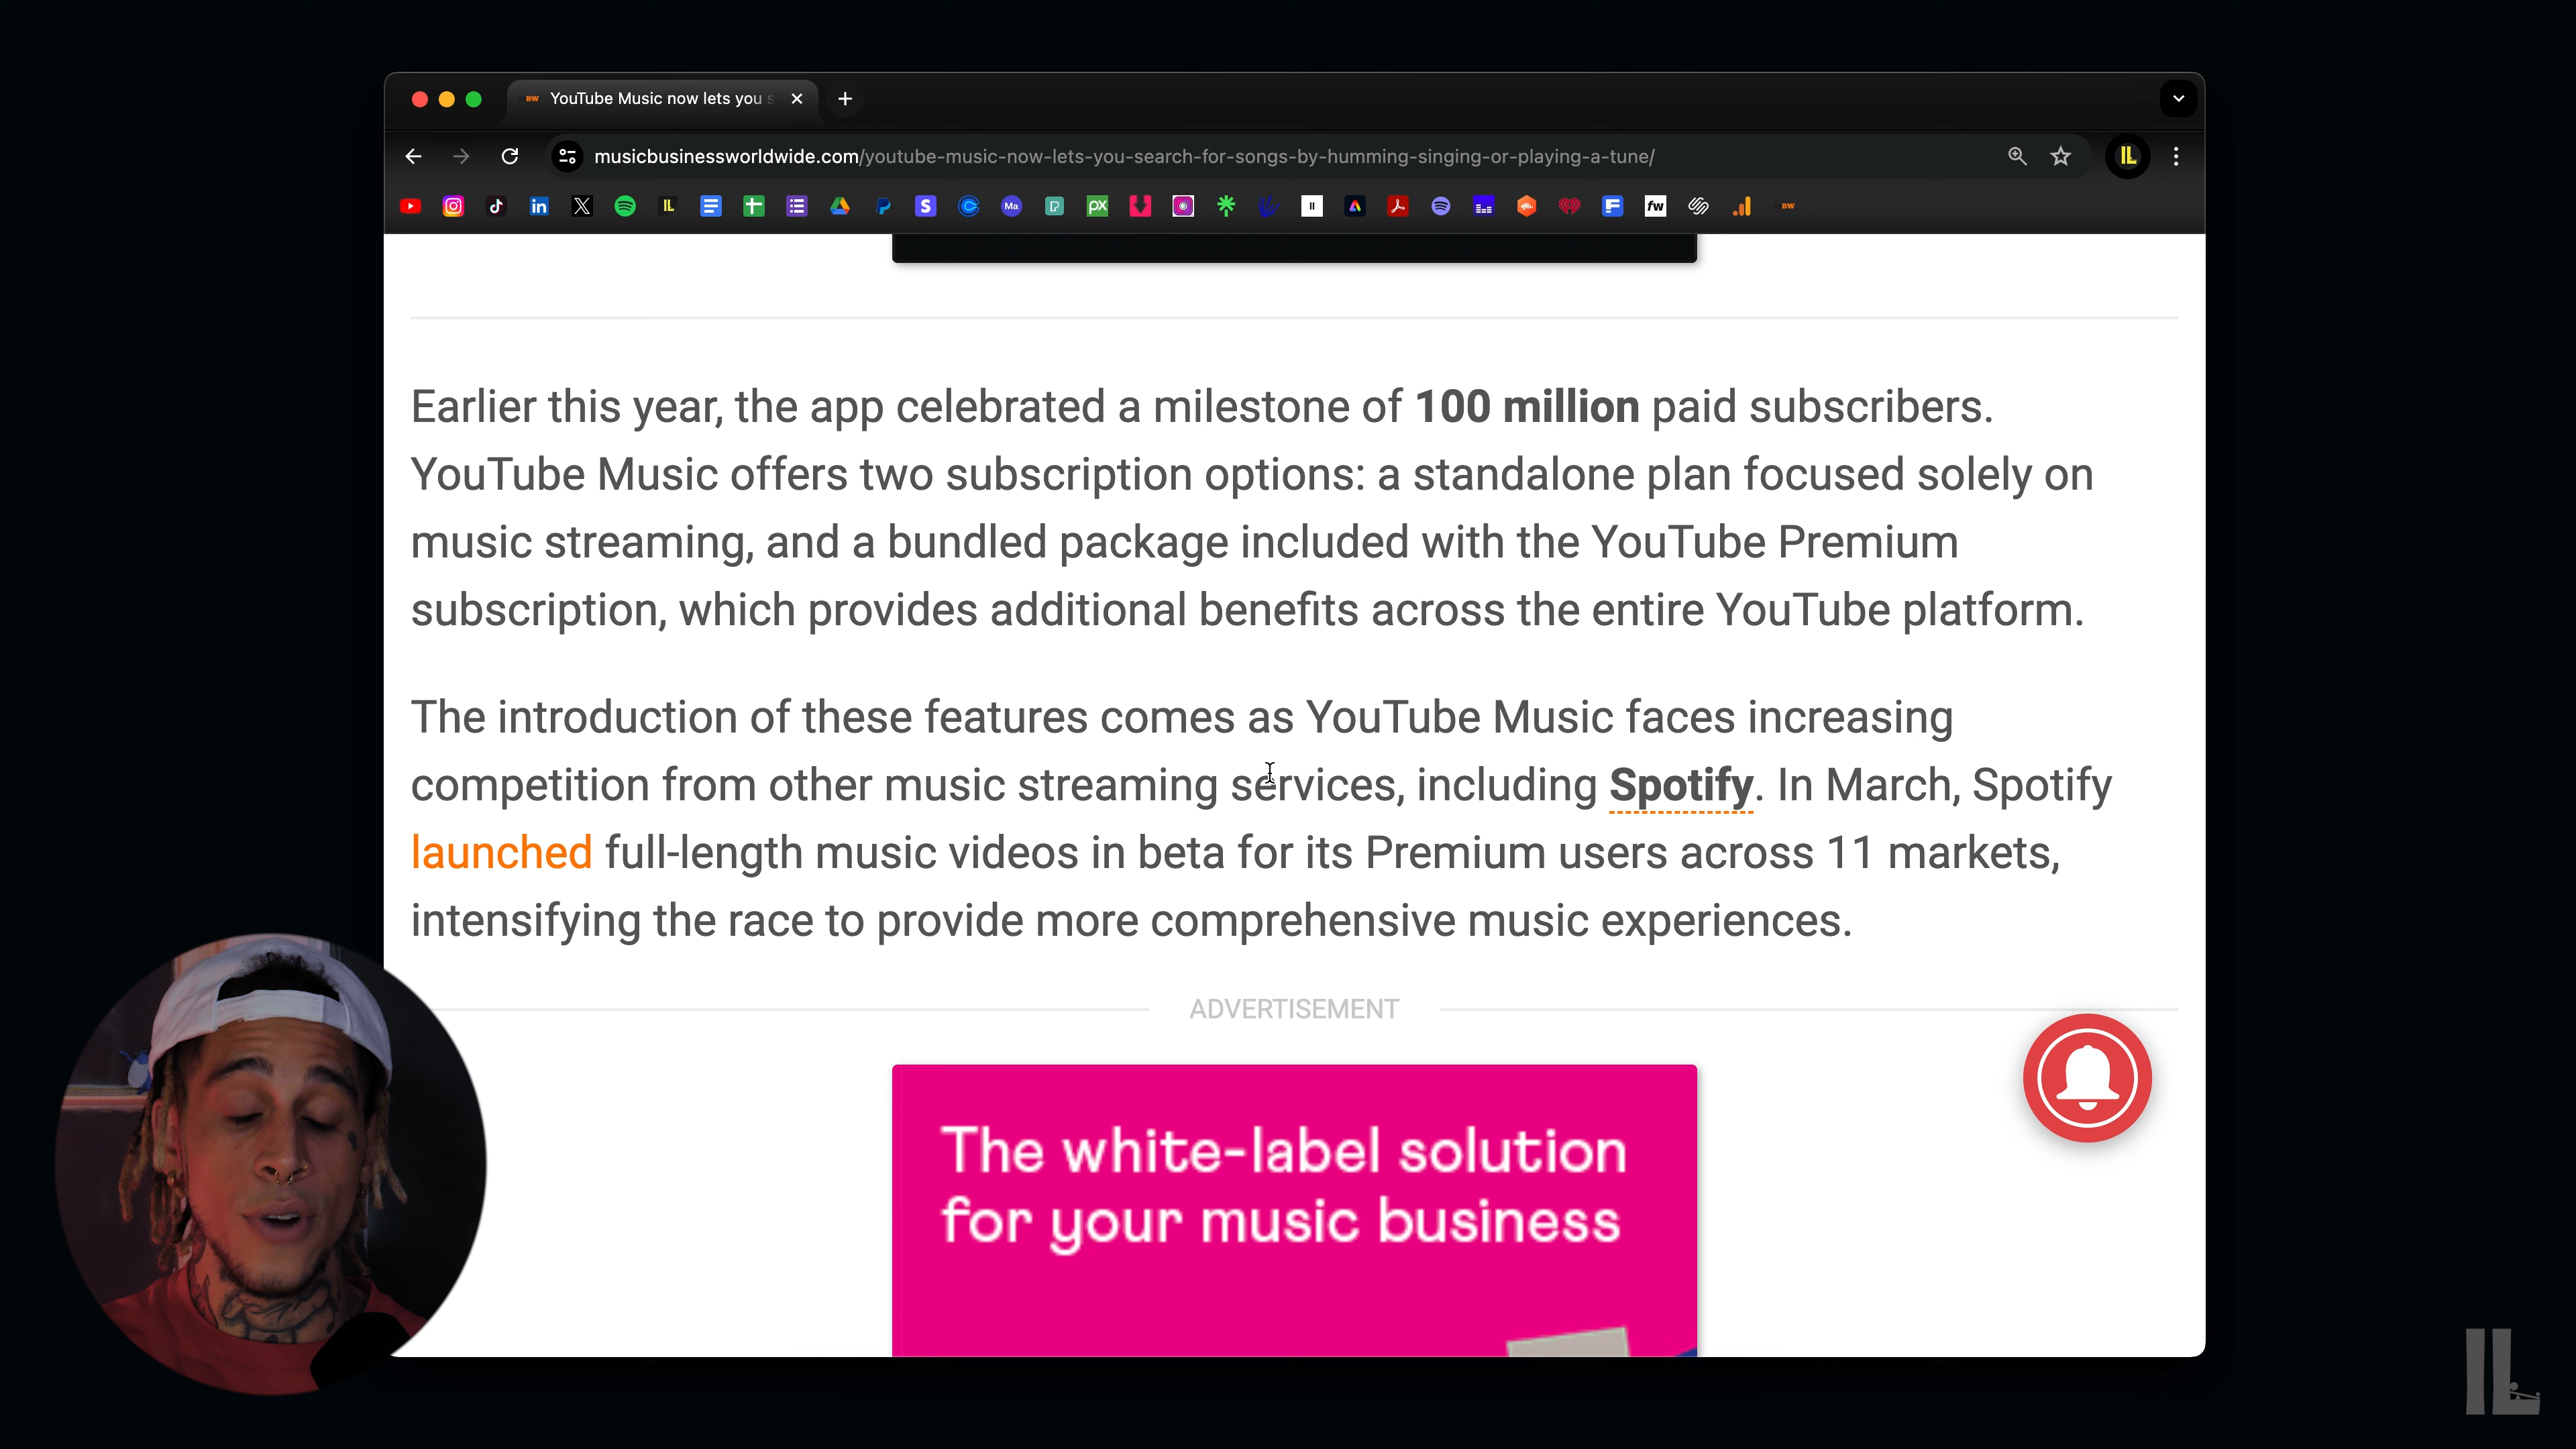 YouTube Music now lets you s
musicbusinessworldwide.com/youtube-music-now-lets-you-search-for-songs-by-humming-singing-or-playing-a-tune/
Earlier this year, the app celebrated a milestone of 100 million paid subscribers.
YouTube Music offers two subscription options: a standalone plan focused solely on
music streaming, and a bundled package included with the YouTube Premium
subscription, which provides additional benefits across the entire YouTube platform.
The introduction of these features comes as YouTube Music faces increasing
competition from other music streaming services, including Spotify. In March, Spotify
launched full-length music videos in beta for its Premium users across 11 markets,
intensifying the race to provide more comprehensive music experiences.
ADVERTISEMENT
The white-label solution
for your music business
IL